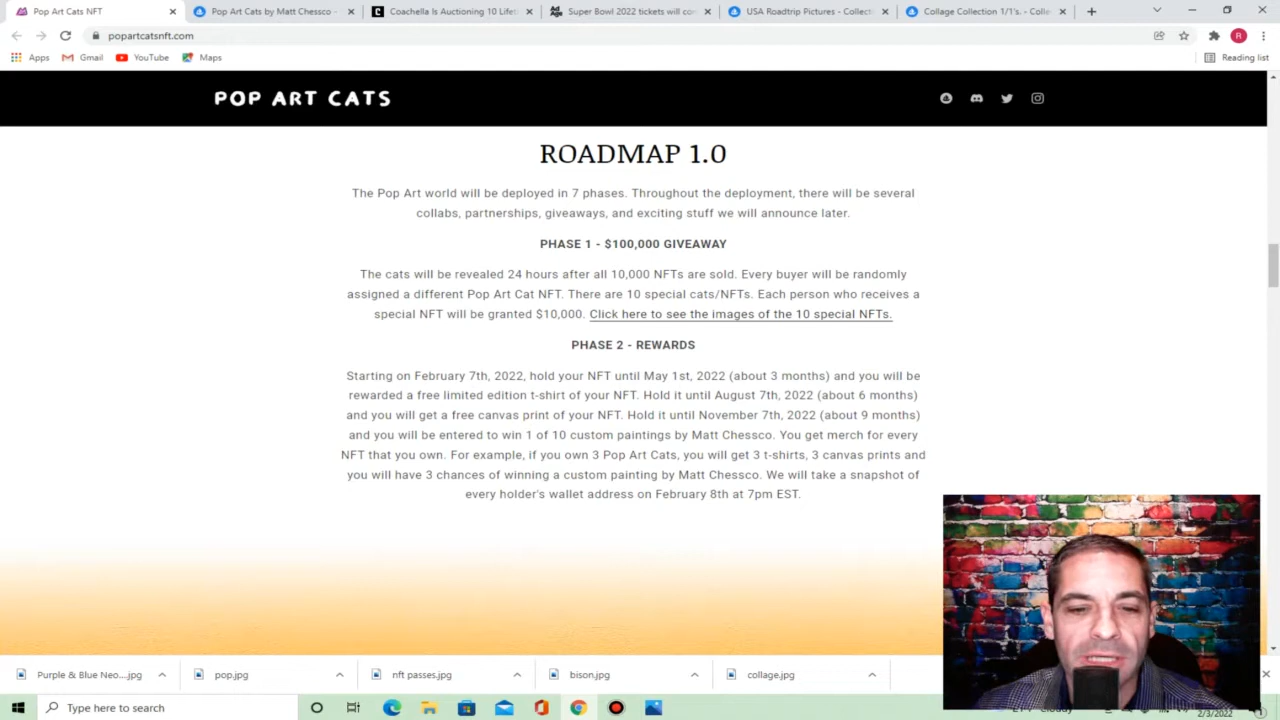 Pop Art Cats NFT
Pop Art Cats by Matt Chessco -
Coachella Is Auctioning 10 Lifet
Super Bowl 2022 tickets will con
USA Roadtrip Pictures - Collecti
Collage Collection 1/1's. - Colle
popartcatsnft.com
R
Apps
Gmail
YouTube
Maps
Reading list
POP ART CATS
ROADMAP 1.0
The Pop Art world will be deployed in 7 phases. Throughout the deployment, there will be several
collabs, partnerships, giveaways, and exciting stuff we will announce later.
PHASE 1 - $100,000 GIVEAWAY
The cats will be revealed 24 hours after all 10,000 NFTs are sold. Every buyer will be randomly
assigned a different Pop Art Cat NFT. There are 10 special cats/NFTs. Each person who receives a
special NFT will be granted $10,000. Click here to see the images of the 10 special NFTs.
PHASE 2 - REWARDS
Starting on February 7th, 2022, hold your NFT until May 1st, 2022 (about 3 months) and you will be
rewarded a free limited edition t-shirt of your NFT. Hold it until August 7th, 2022 (about 6 months)
and you will get a free canvas print of your NFT. Hold it until November 7th, 2022 (about 9 months)
and you will be entered to win 1 of 10 custom paintings by Matt Chessco. You get merch for every
NFT that you own. For example, if you own 3 Pop Art Cats, you will get 3 t-shirts, 3 canvas prints and
you will have 3 chances of winning a custom painting by Matt Chessco. We will take a snapshot of
every holder's wallet address on February 8th at 7pm EST.
Purple & Blue Neo....jpg
pop.jpg
nft passes.jpg
bison.jpg
collage.jpg
Type here to search
2/3/2022